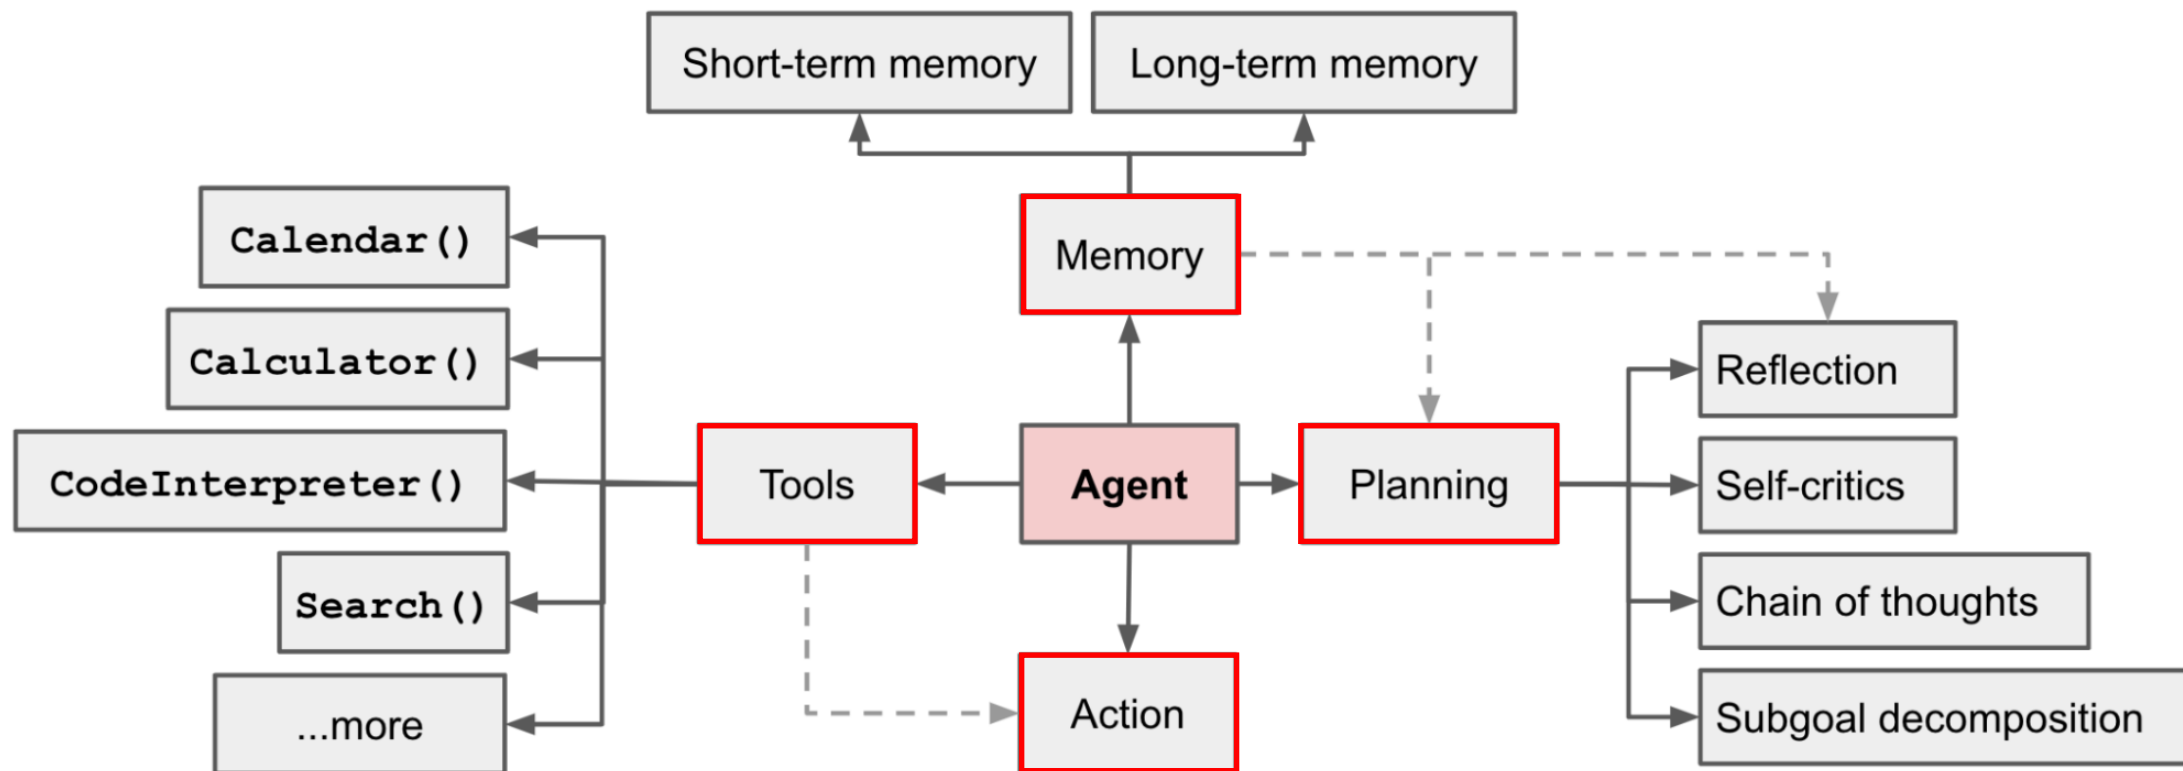 Short-term memory
Long-term memory
Calendar()
Memory
Calculator()
Reflection
CodeInterpreter()
Tools
Agent
Planning
Self-critics
Search()
Chain of thoughts
...more
Action
Subgoal decomposition